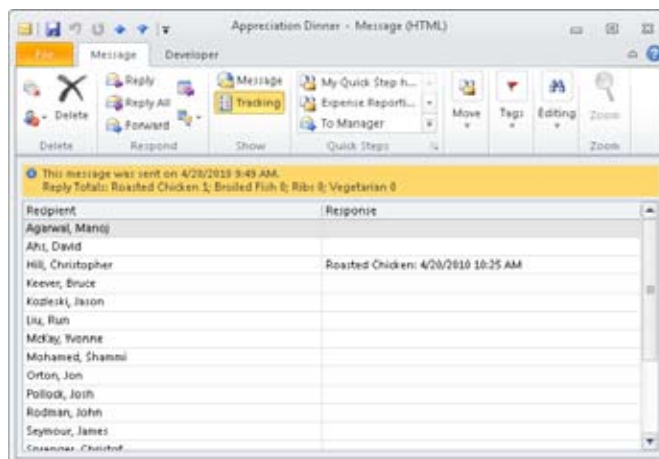 Appreciation Dinner - Message (HTML)
File Message Developer
Delete
Reply
Reply All
Forward
Message
Tracking
My Quick Step h...
Expense Reporti...
To Manager
Move
Tags
Editing
Zoom
Delete Respond Show Quick Steps Zoom
This message was sent on 4/20/2010 9:49 AM.
Reply Totals: Roasted Chicken 1; Broiled Fish 0; Ribs 0; Vegetarian 0
Recipient Response
Agarwal, Manoj
Ahs, David
Hill, Christopher Roasted Chicken: 4/20/2010 10:25 AM
Keever, Bruce
Kozleski, Jason
Liu, Run
McKay, Yvonne
Mohamed, Shammi
Orton, Jon
Pollock, Josh
Rodman, John
Seymour, James